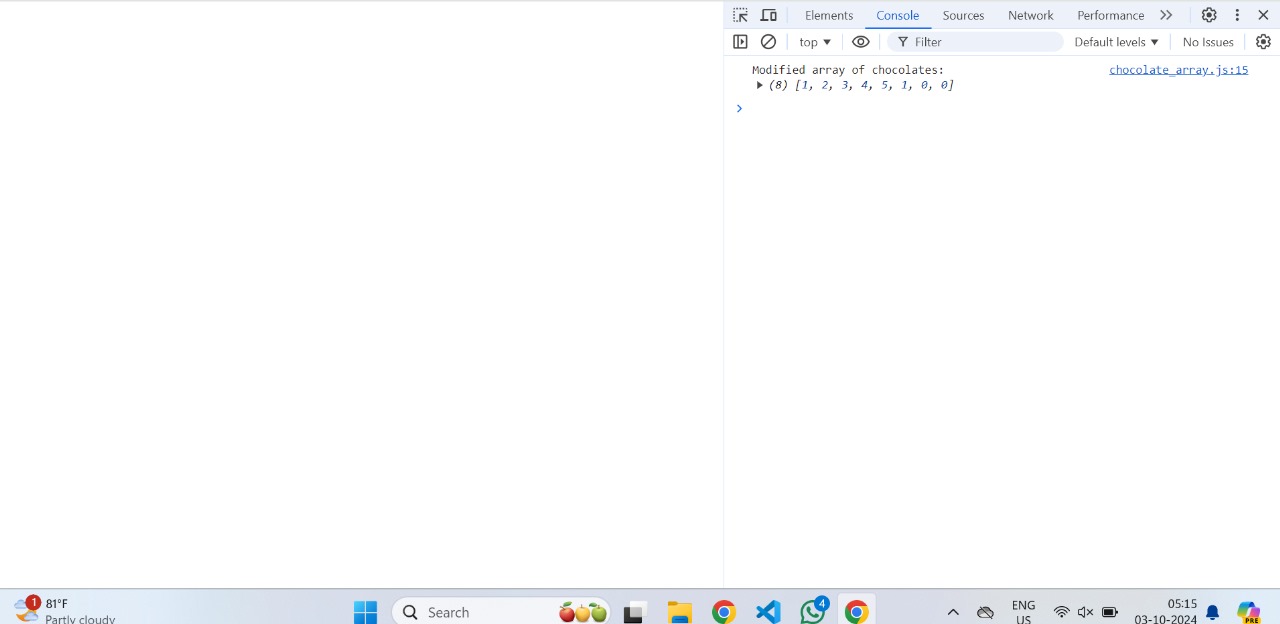 Elements Console Sources Network Performance
top Filter Default levels No Issues
Modified array of chocolates: chocolate_array.js:15
(8) [1, 2, 3, 4, 5, 1, 0, 0]
1 81°F
Partly cloudy
Search
4
PRE
ENG
US
05:15
03-10-2024